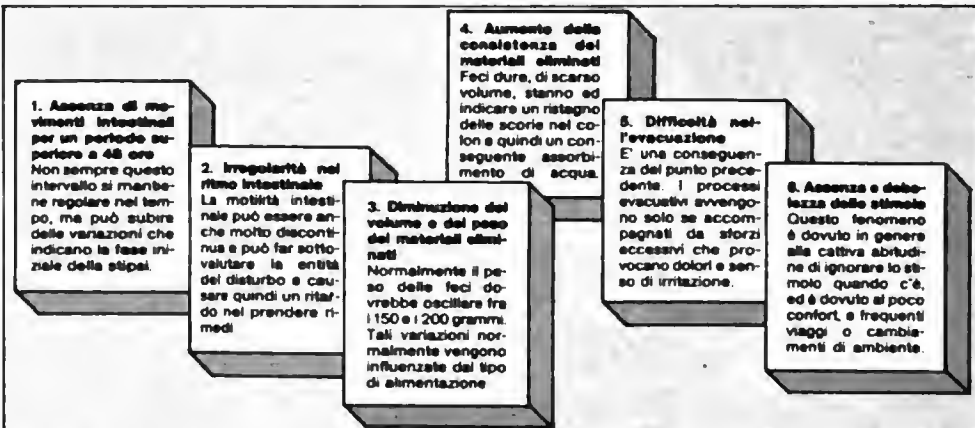 1. Assenza di mo-
vimenti intestinali
per un periodo su-
periore a 48 ore
Non sempre questo
intervallo si mantie-
ne regolare nel tem-
po, ma può subire
delle variazioni che
indicano la fase ini-
ziale della stipsi.
2. Irregolarità nel
ritmo intestinale
La motilità intesti-
nale può essere an-
che molto disconti-
nua e può far sotto-
valutare la entità
del disturbo e cau-
sare quindi un ritar-
do nel prendere ri-
medi
3. Diminuzione del
volume e del peso
dei materiali elimi-
nati
Normalmente il pe-
so delle feci do-
vrebbe oscillare fra
i 150 e i 200 grammi.
Tali variazioni nor-
malmente vengono
influenzate dal tipo
di alimentazione
4. Aumento della
consistenza dei
materiali eliminati
Feci dure, di scarso
volume, stanno ed
indicare un ristagno
delle scorie nel co-
lon e quindi un con-
seguente assorbi-
mento di acqua.
5. Difficoltà nel-
l'evacuazione
E' una conseguen-
za del punto prece-
dente. I processi
evacuativi avvengo-
no solo se accom-
pagnati da sforzi
eccessivi che pro-
vocano dolori e sen-
so di irritazione.
6. Assenza e debo-
lezza dello stimolo
Questo fenomeno
è dovuto in genere
alla cattiva abitudi-
ne di ignorare lo sti-
molo quando c'è,
ed è dovuto al poco
confort, e frequenti
viaggi o cambia-
menti di ambiente.